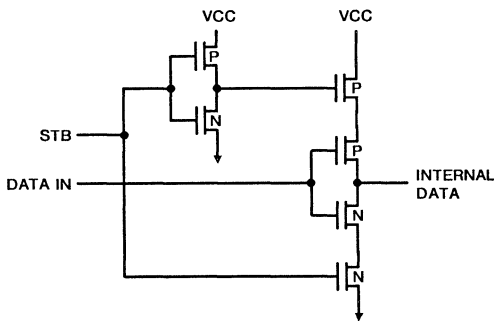 VCC
VCC
P
P
N
STB
P
DATA IN
INTERNAL
DATA
N
N